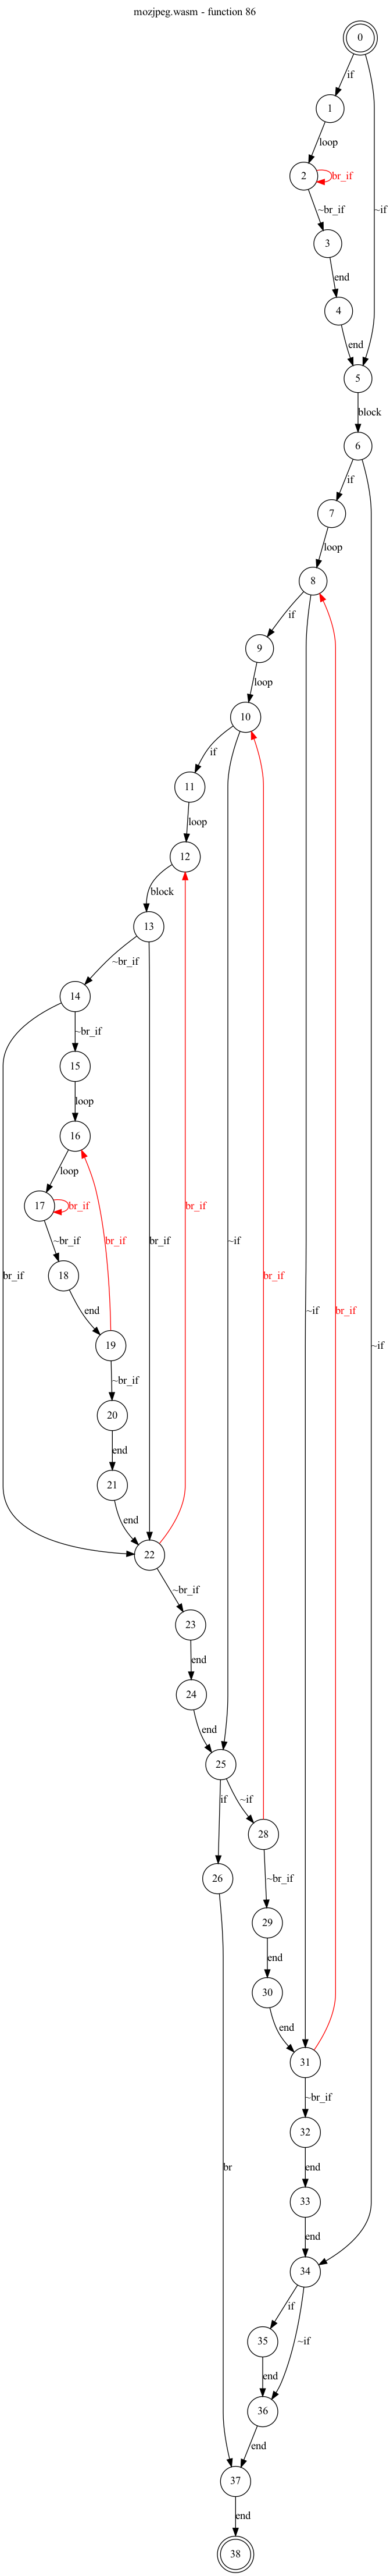 mozjpeg.wasm - function 86
0
if
1
loop
2
br_if
~if
~br_if
3
end
4
end
5
block
6
if
7
loop
8
if
9
loop
10
if
11
loop
12
block
13
~br_if
14
~br_if
15
loop
16
loop
17
br_if
br_if
br_if
br_if
~if
~br_if
18
br_if
br_if
~if
br_if
~if
end
19
~br_if
20
end
21
end
22
~br_if
23
end
24
end
25
if
~if
28
26
~br_if
29
end
30
end
31
~br_if
32
br
end
33
end
34
if
35
~if
end
36
end
37
end
38